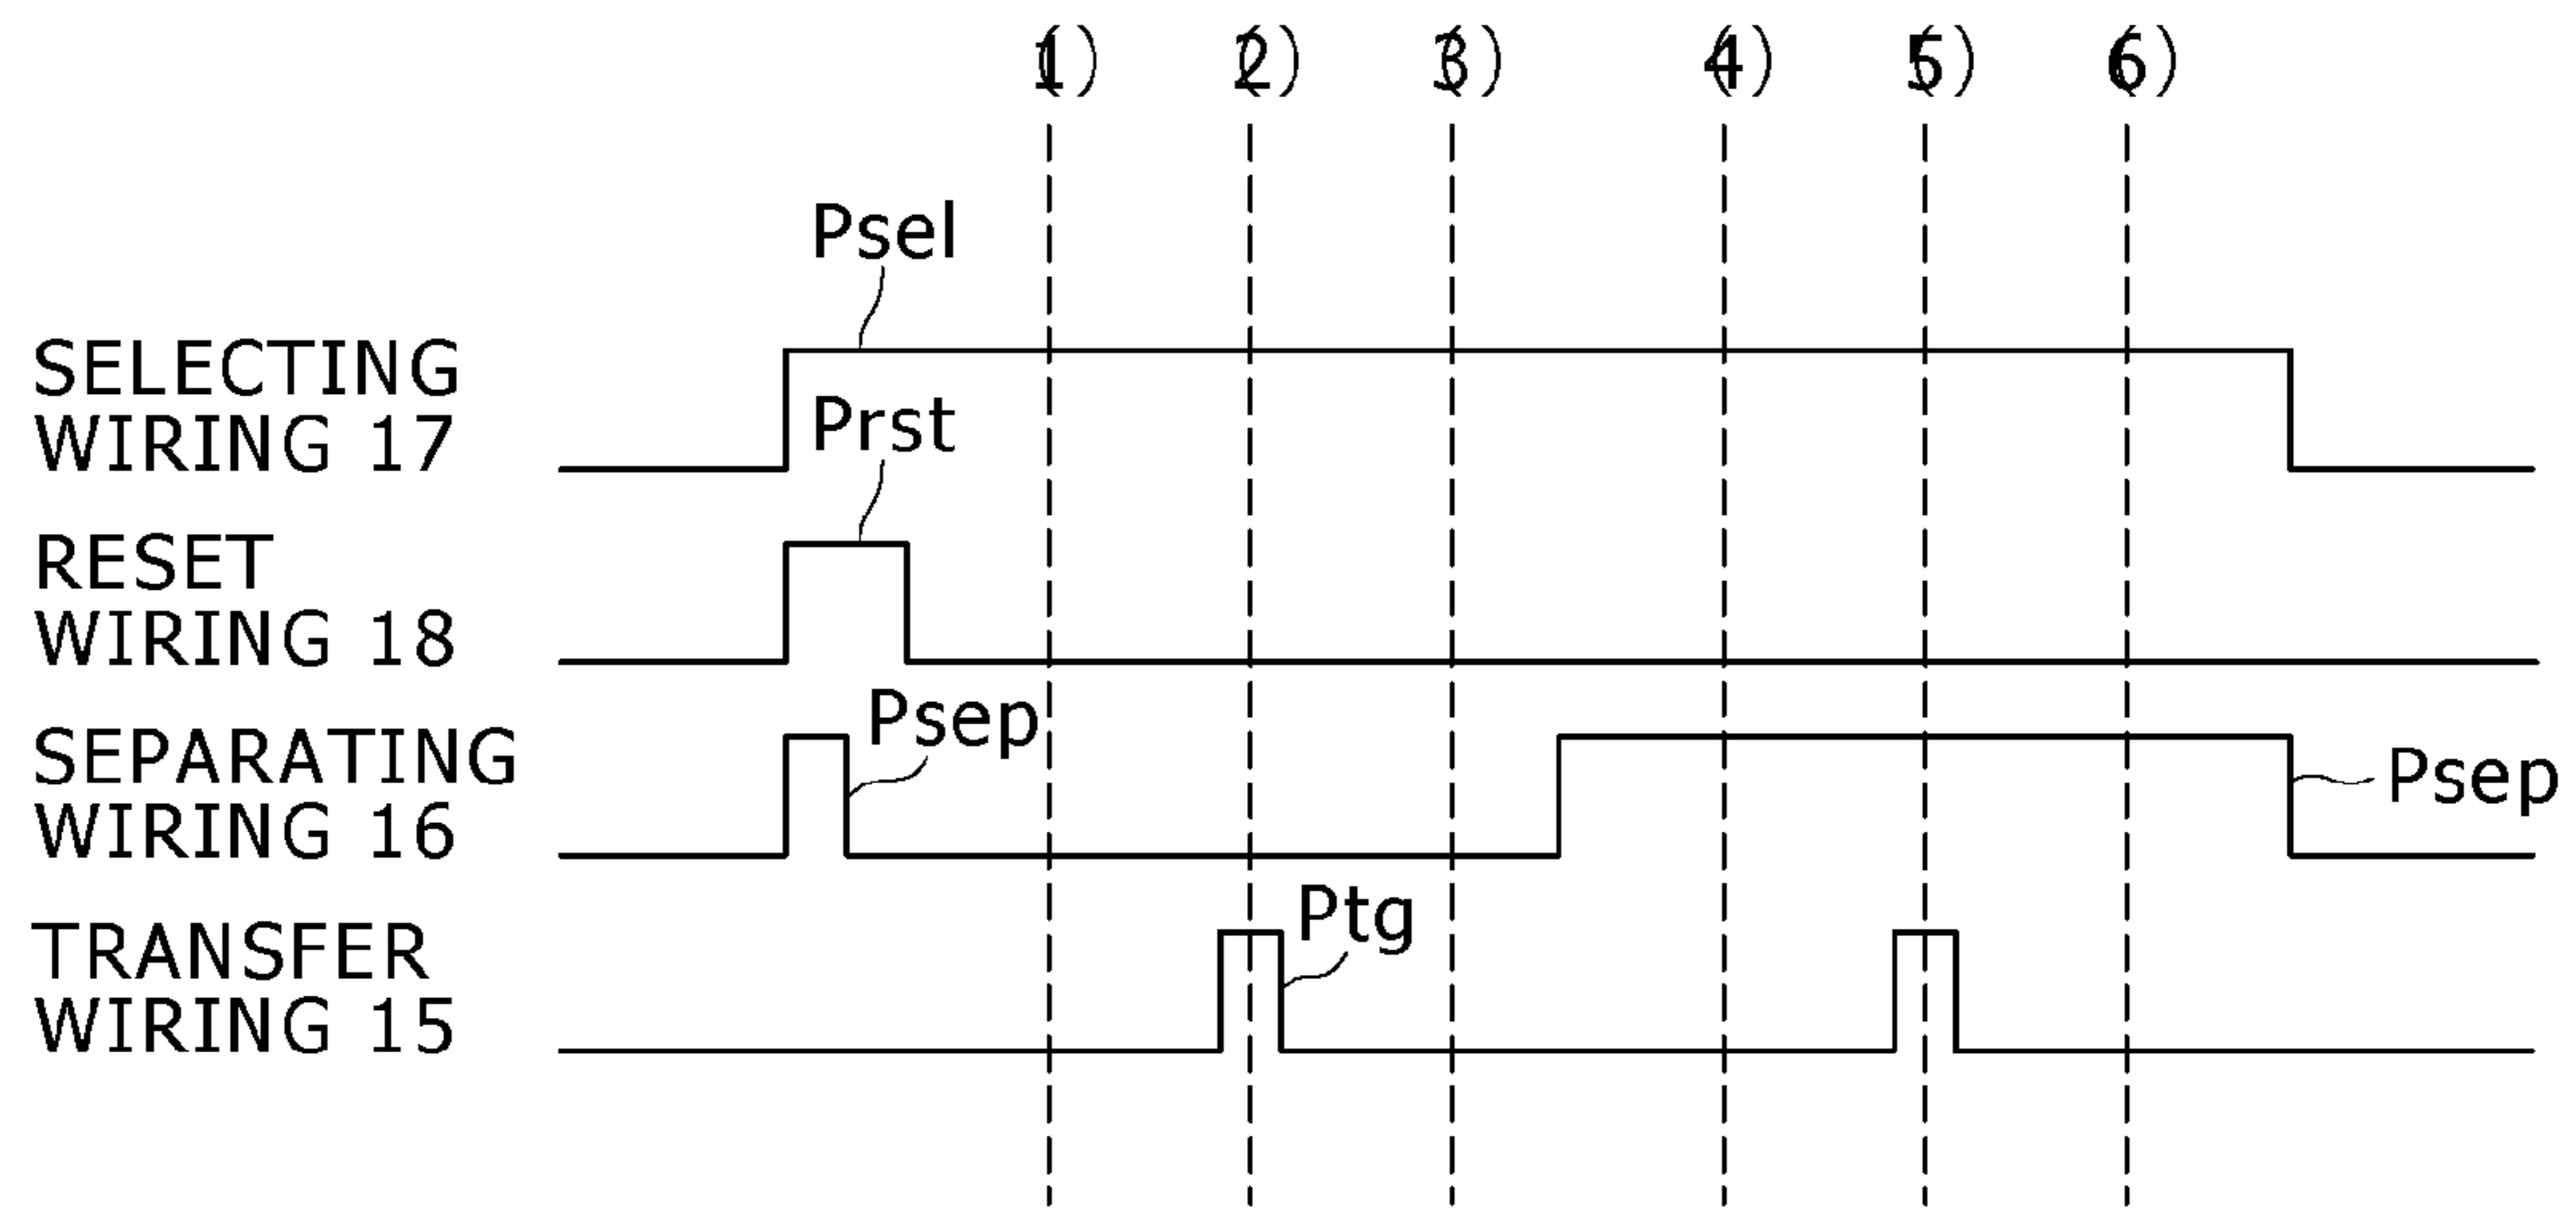 (1) (2) (3) (4) (5) (6)
Psel
SELECTING
WIRING 17
Prst
RESET
WIRING 18
Psep
SEPARATING
WIRING 16
Psep
Ptg
TRANSFER
WIRING 15